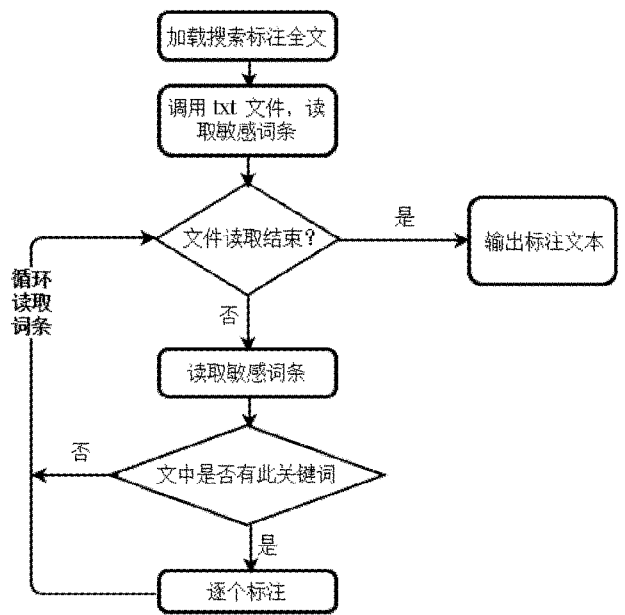 加载搜索标注全文
调用 txt 文件，读
取敏感词条
文件读取结束？
是
输出标注文本
循环
读取
词条
否
读取敏感词条
否
文中是否有此关键词
是
逐个标注